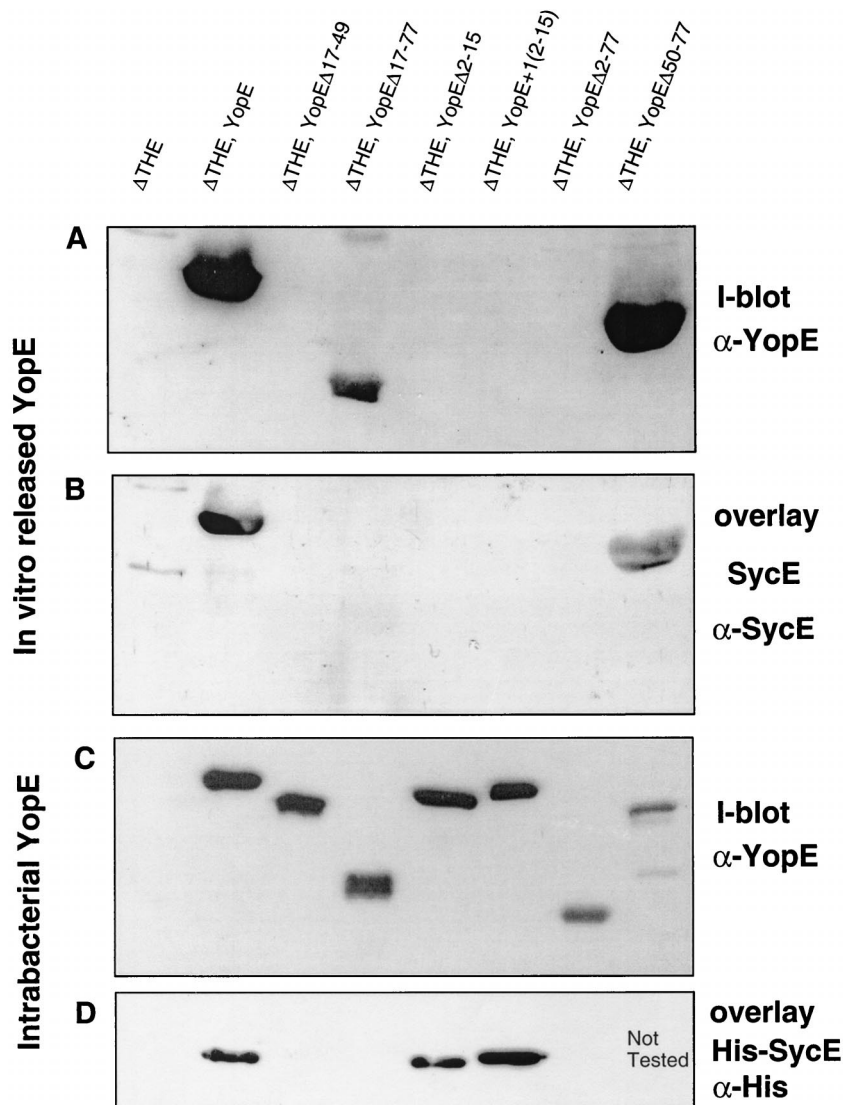 ΔTHE
ΔTHE, YopE
ΔTHE, YopEΔ17-49
ΔTHE, YopEΔ17-77
ΔTHE, YopEΔ2-15
ΔTHE, YopE+1(2-15)
ΔTHE, YopEΔ2-77
ΔTHE, YopEΔ50-77
In vitro released YopE
A
I-blot
α-YopE
B
overlay
SycE
α-SycE
Intrabacterial YopE
C
I-blot
α-YopE
D
Not
Tested
overlay
His-SycE
α-His